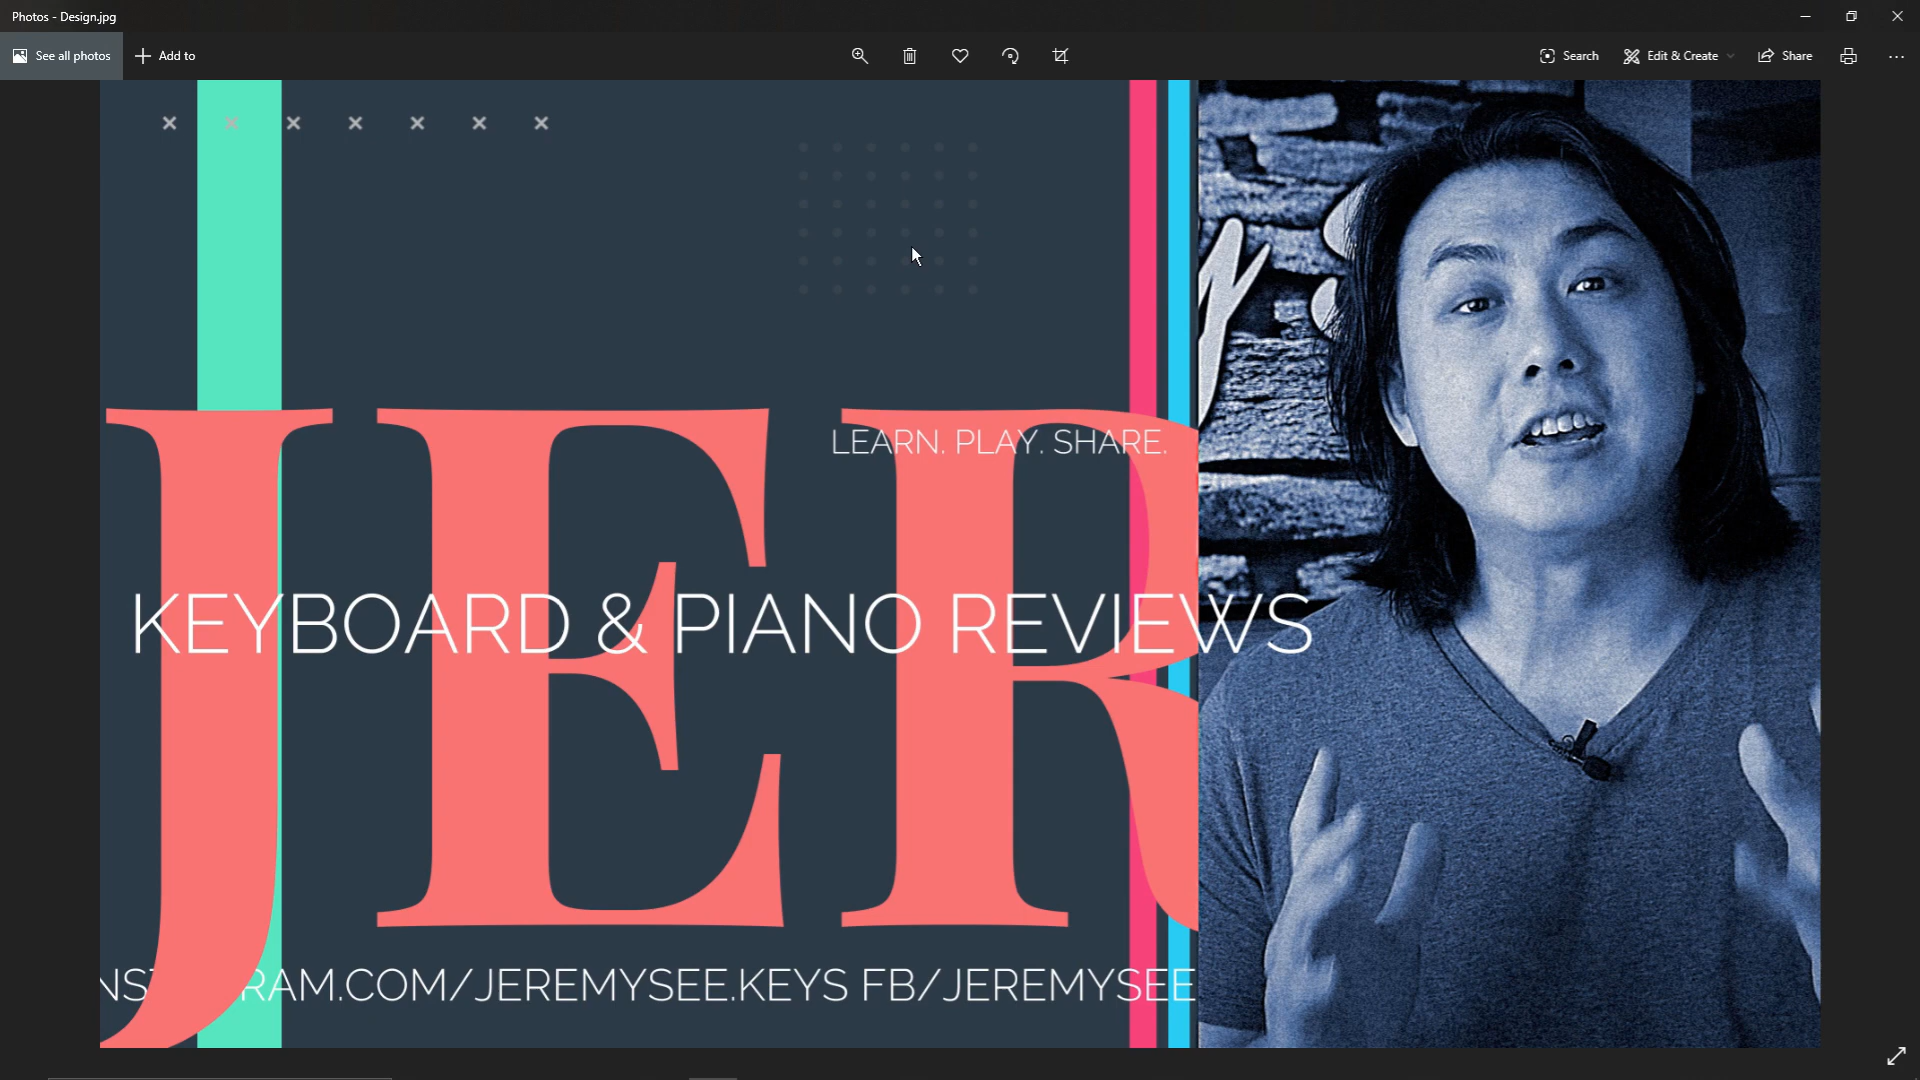 Photos - Design.jpg
See all photos
Add to
Search
Edit & Create
Share
LEARN. PLAY. SHARE.
JER
KEYBOARD & PIANO REVIEWS
RAM.COM/JEREMYSEE.KEYS FB/JEREMYSEE